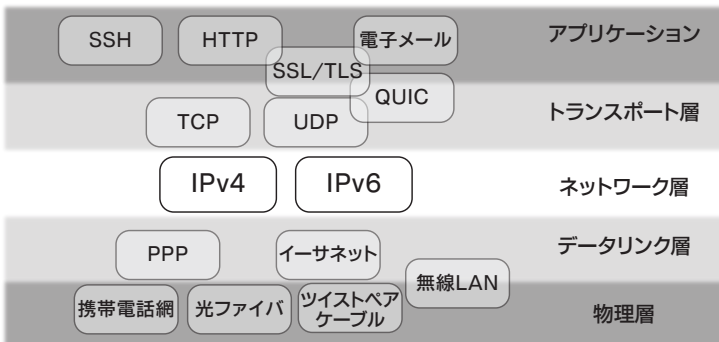 SSH
HTTP
電子メール
アプリケーション
SSL/TLS
QUIC
TCP
UDP
トランスポート層
IPv4
IPv6
ネットワーク層
PPP
イーサネット
データリンク層
無線LAN
携帯電話網
光ファイバ
ツイストペア
ケーブル
物理層